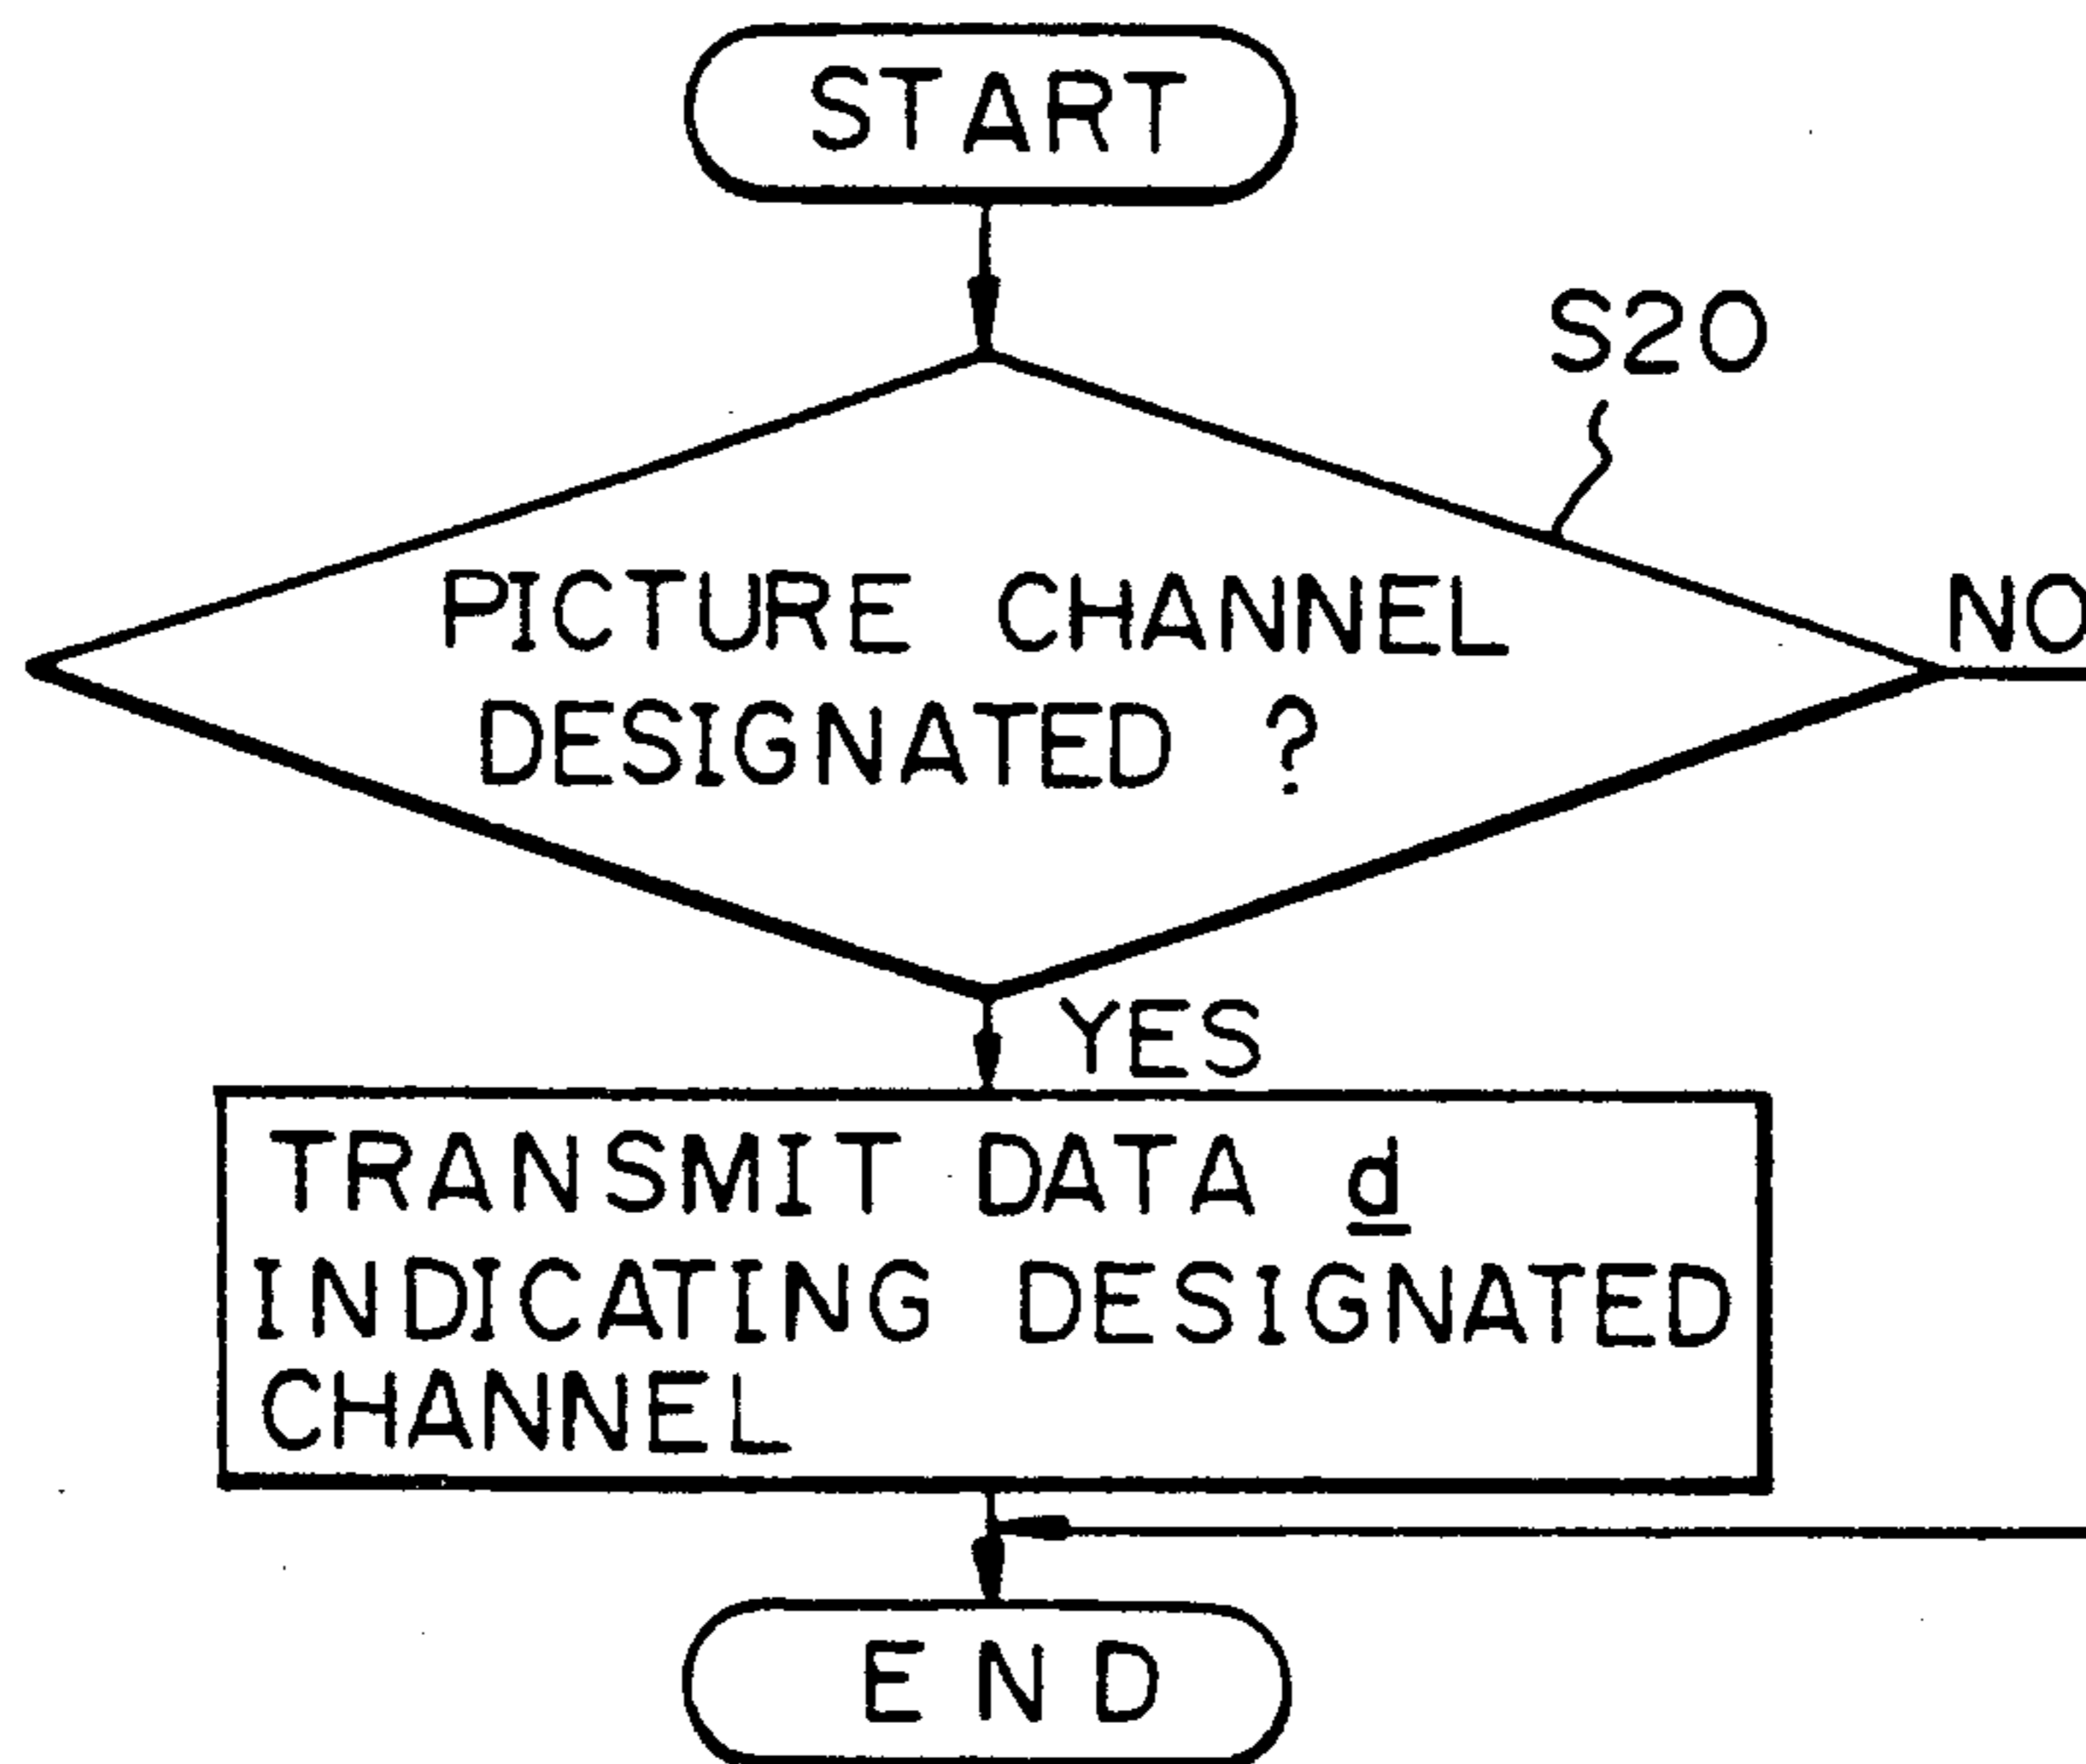 START
S20
PICTURE CHANNEL
DESIGNATED ?
NO
YES
TRANSMIT DATA d
INDICATING DESIGNATED
CHANNEL
END